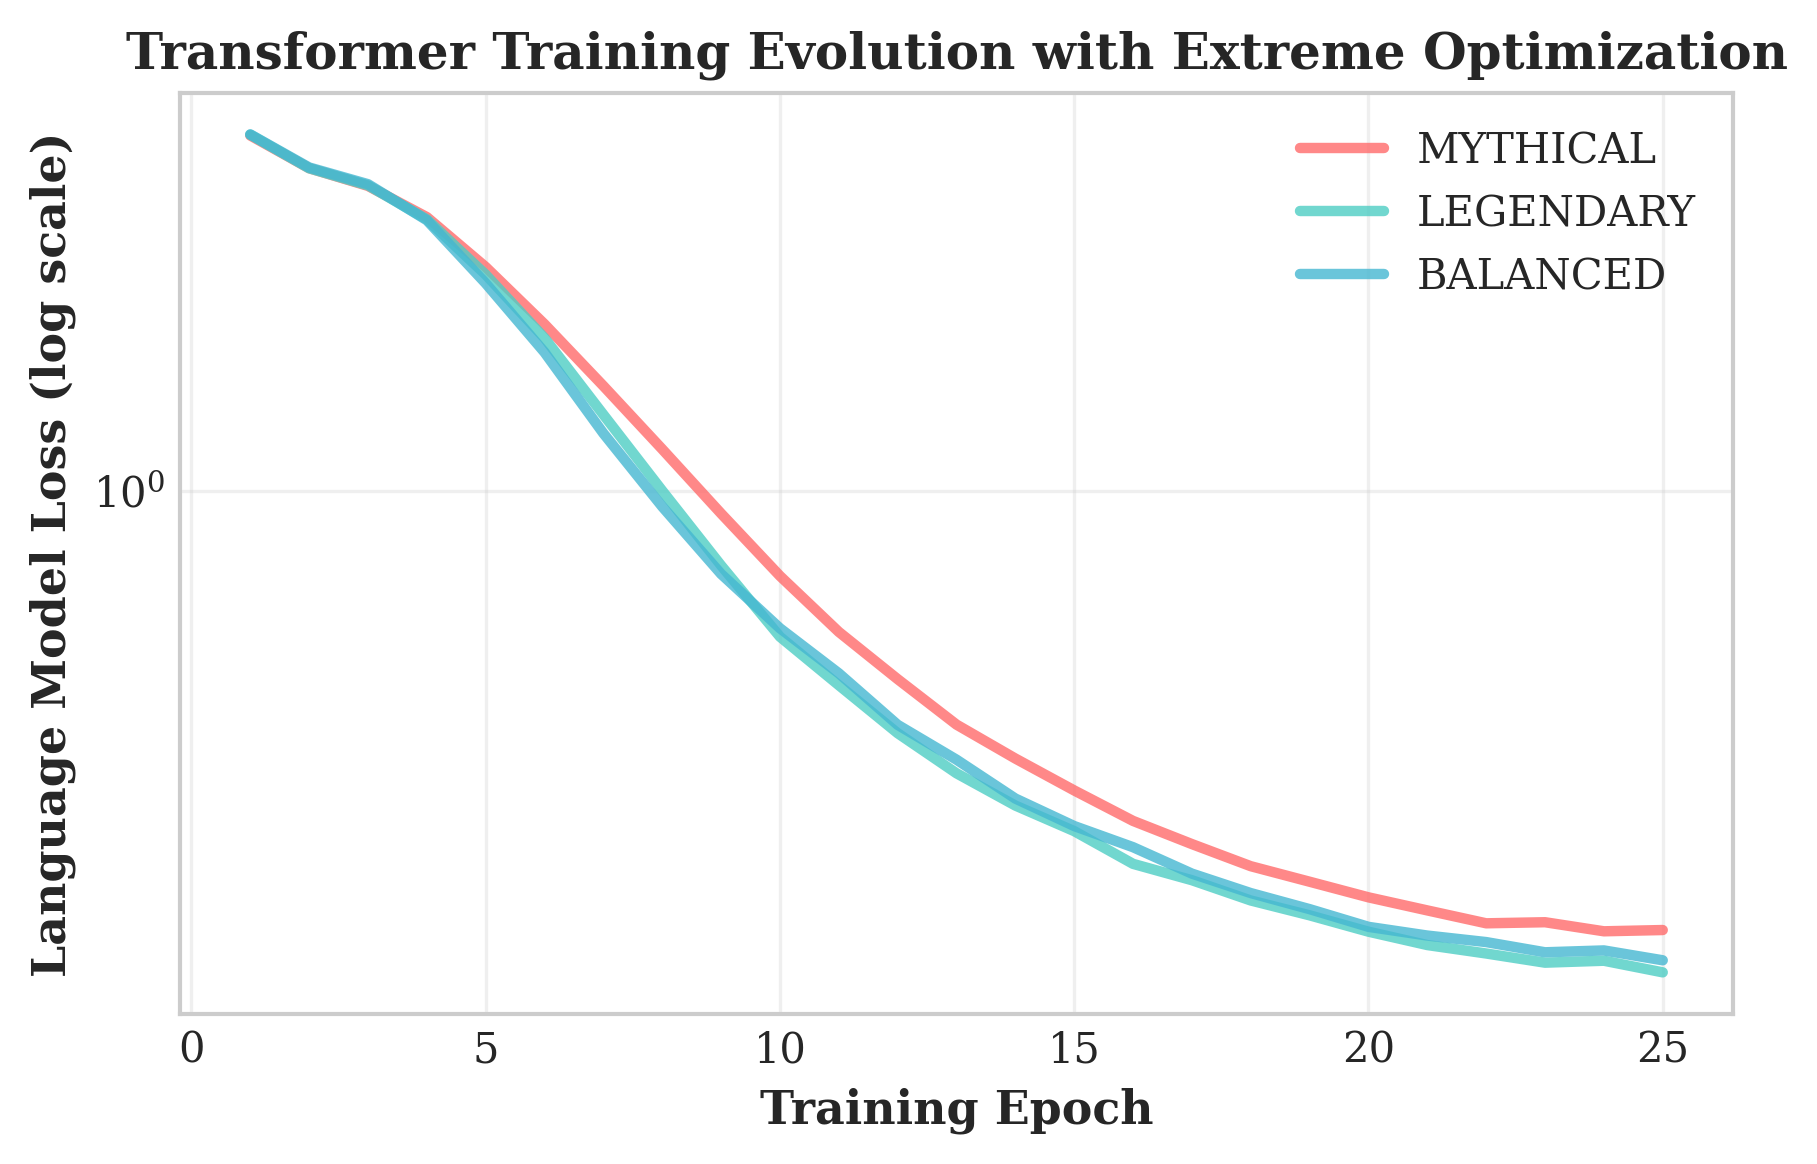 Transformer Training Evolution with Extreme Optimization
Language Model Loss (log scale)
10⁰
MYTHICAL
LEGENDARY
BALANCED
0 5 10 15 20 25
Training Epoch